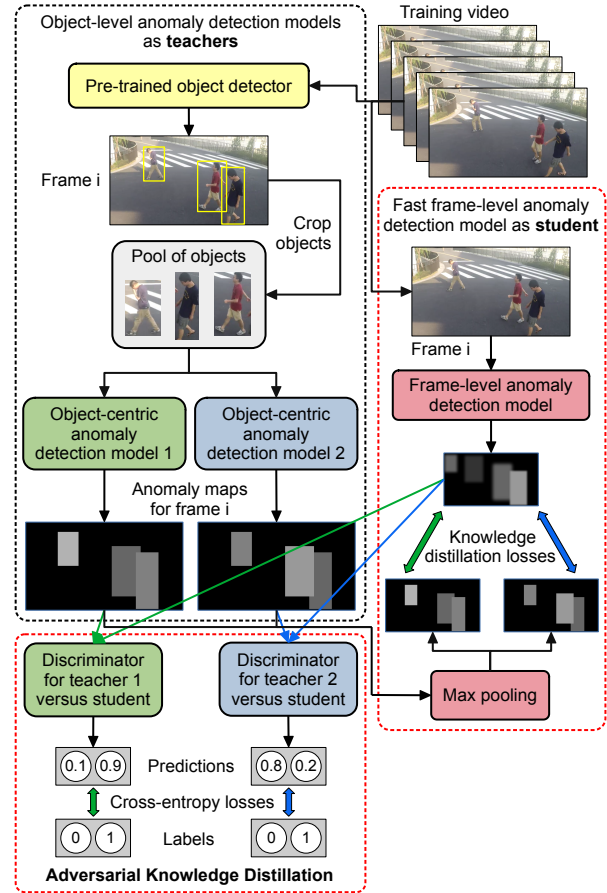 Object-level anomaly detection models
as teachers
Training video
Pre-trained object detector
Frame i
Crop
objects
Pool of objects
Fast frame-level anomaly
detection model as student
Frame i
Frame-level anomaly
detection model
Object-centric
anomaly
detection model 1
Object-centric
anomaly
detection model 2
Anomaly maps
for frame i
Knowledge
distillation losses
Discriminator
for teacher 1
versus student
Discriminator
for teacher 2
versus student
Max pooling
0.1 0.9
Predictions
0.8 0.2
Cross-entropy losses
0 1
Labels
0 1
Adversarial Knowledge Distillation